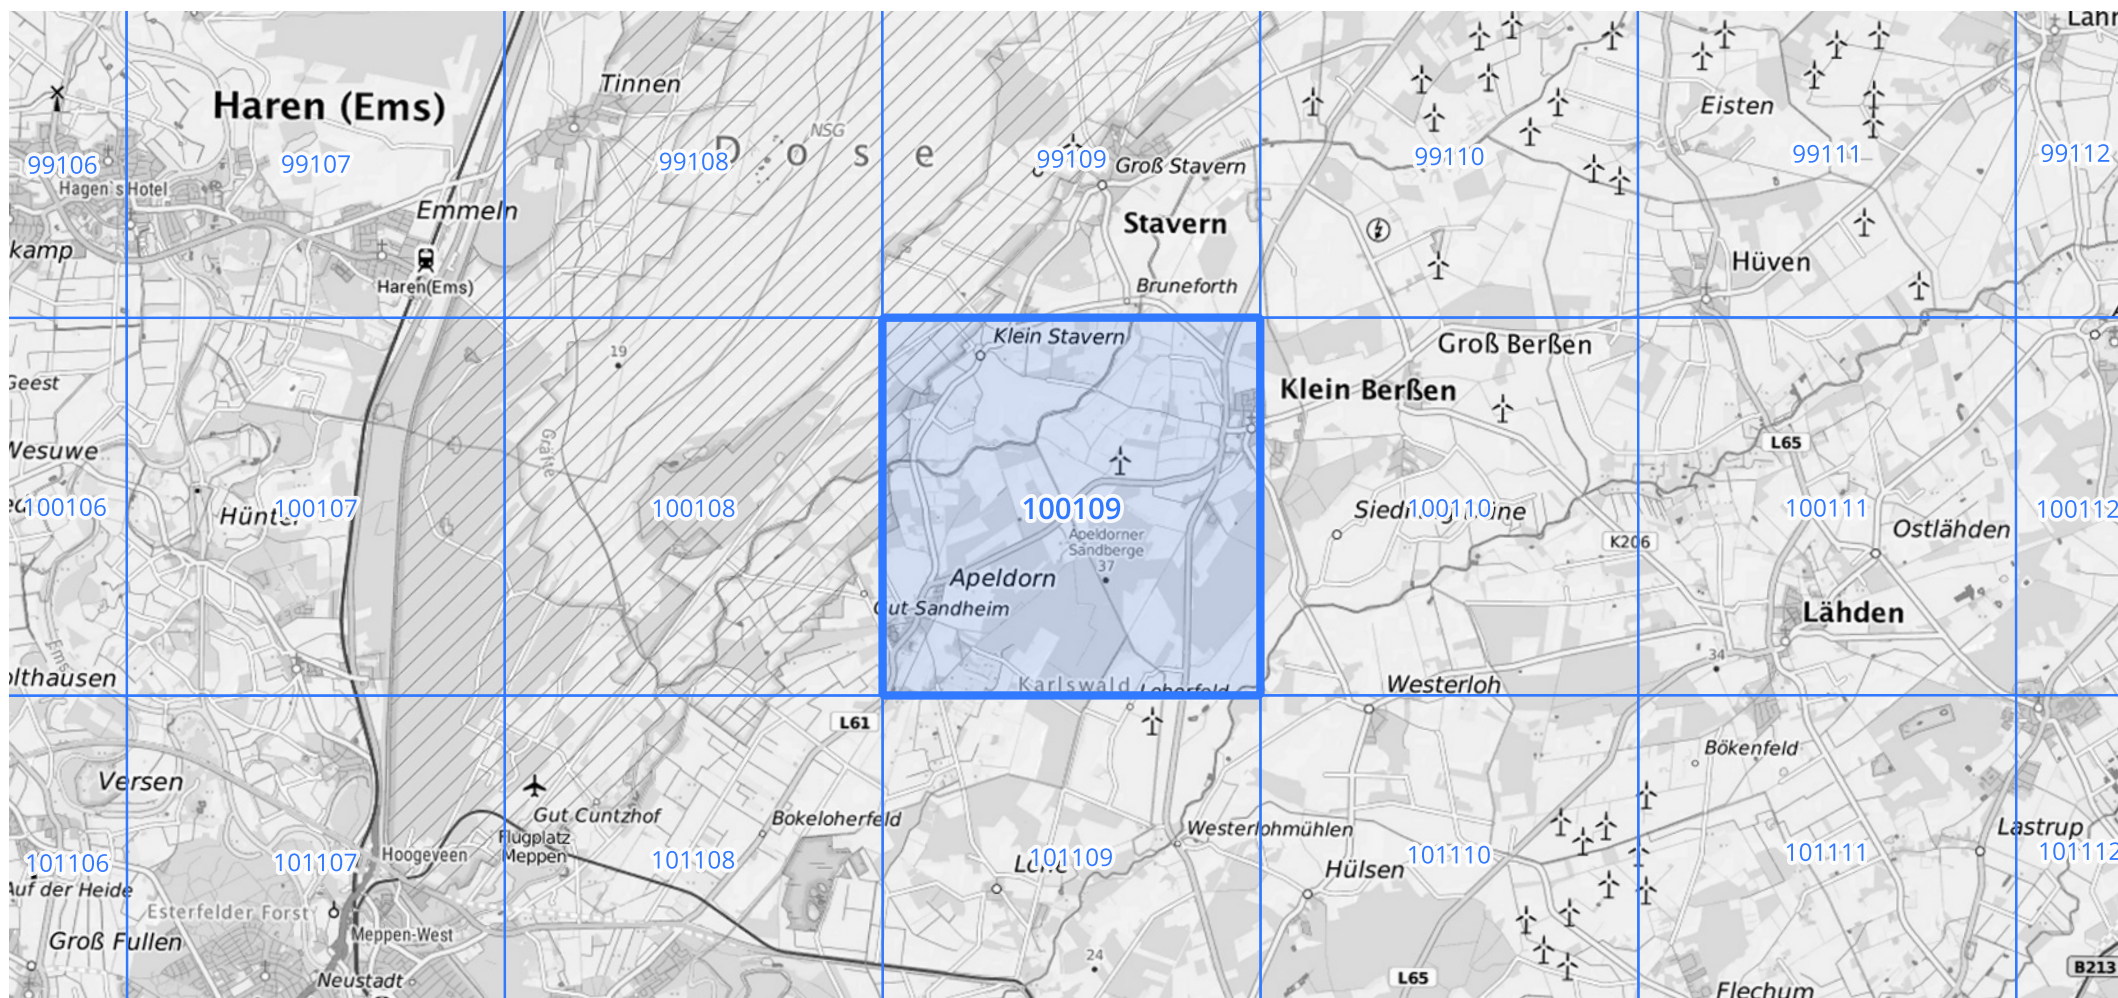 Tinnen
Haren (Ems)
Eisten
NSG
D o s e
99106
99107
99108
99109
Groß Stavern
99110
99111
99112
Hagen`s Hotel
Emmeln
Stavern
kamp
Hüven
Haren(Ems)
Bruneforth
Klein Stavern
Groß Berßen
19
Geest
Klein Berßen
L65
Wesuwe
Gräfte
100106
Hünte
100107
100108
100109
100110
100111
100112
Ostlähden
K206
Apeldorner
Sandberge
37
Apeldorn
Gut Sandheim
Lähden
Ems
34
olthausen
Karlswald
Westerloh
L61
Bökenfeld
Versen
Gut Cuntzhof
Bokeloherfeld
Westerlohmühlen
Lastrup
Flugplatz
Meppen
Hoogeveen
101106
101107
101108
101109
101110
101111
101112
Hülsen
Auf der Heide
Esterfelder Forst
Groß Fullen
Meppen-West
24
Neustadt
L65
B213
Flechum